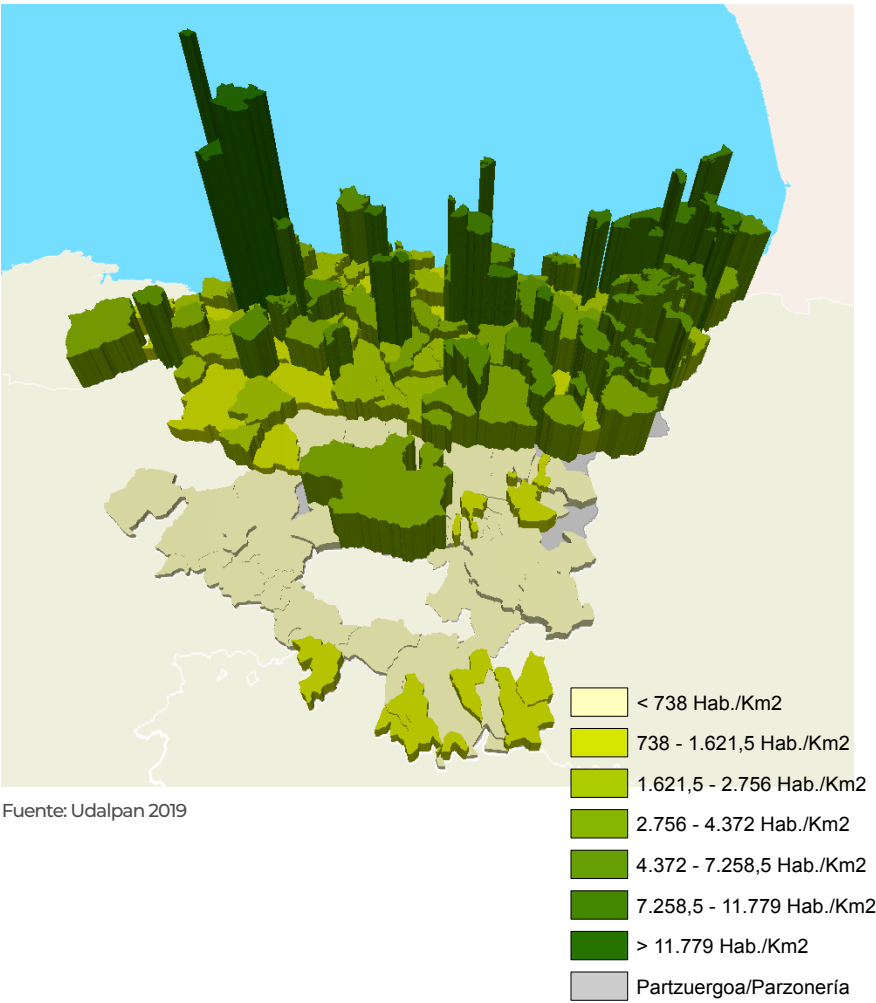 < 738 Hab./Km2
738 - 1.621,5 Hab./Km2
1.621,5 - 2.756 Hab./Km2
2.756 - 4.372 Hab./Km2
4.372 - 7.258,5 Hab./Km2
7.258,5 - 11.779 Hab./Km2
> 11.779 Hab./Km2
Partzuergoa/Parzonería
Fuente: Udalpan 2019